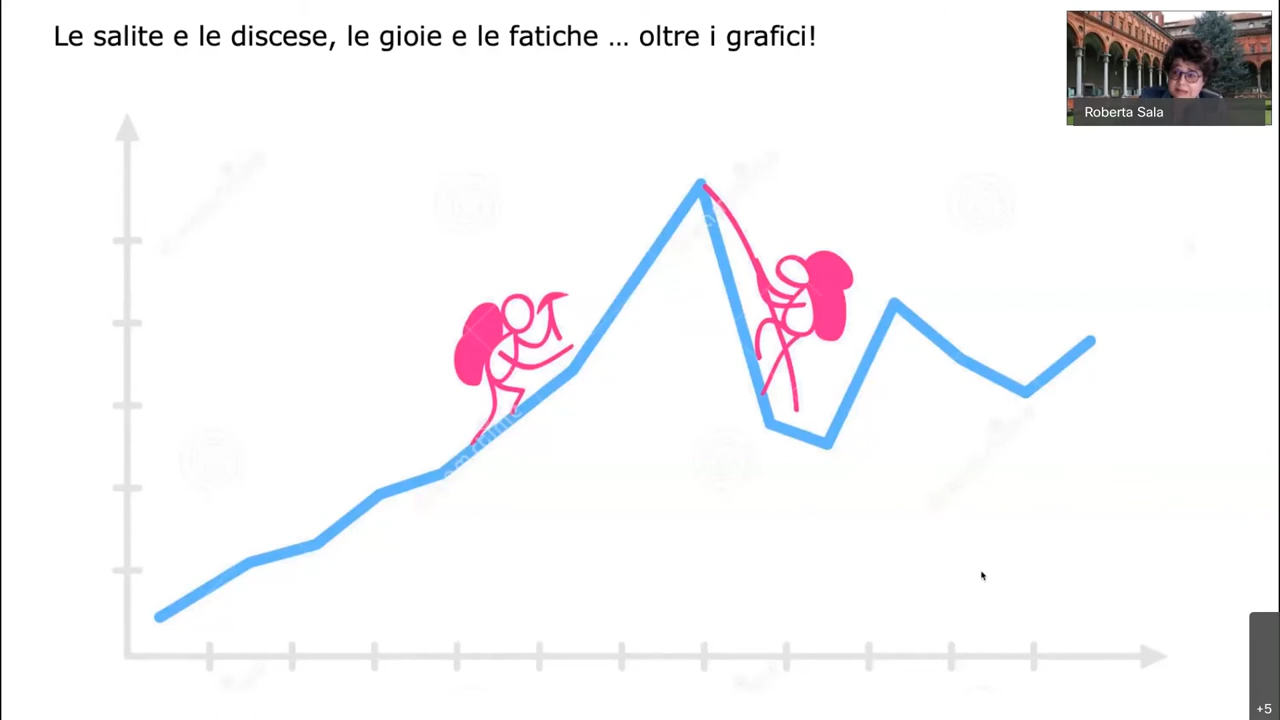 Le salite e le discese, le gioie e le fatiche ... oltre i grafici!
Roberta Sala
+5